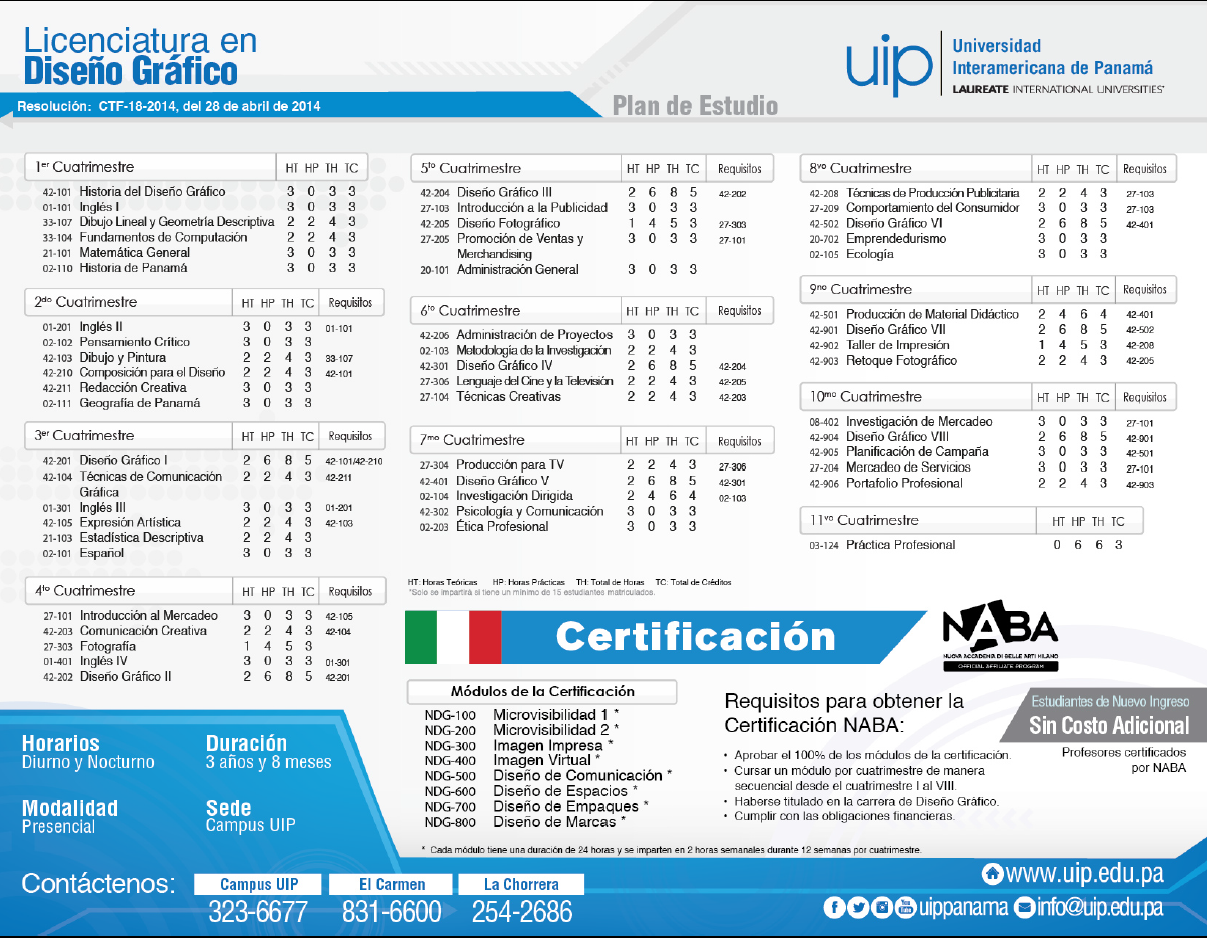 Licenciatura en
Diseño Gráfico
Resolución: CTF-18-2014, del 28 de abril de 2014
Plan de Estudio
uip
Universidad
Interamericana de Panamá
LAUREATE INTERNATIONAL UNIVERSITIES
1er Cuatrimestre HT HP TH TC
42-101 Historia del Diseño Gráfico 3 0 3 3
01-101 Inglés I 3 0 3 3
33-107 Dibujo Lineal y Geometría Descriptiva 2 2 4 3
33-104 Fundamentos de Computación 2 2 4 3
21-101 Matemática General 3 0 3 3
02-110 Historia de Panamá 3 0 3 3
2do Cuatrimestre HT HP TH TC Requisitos
01-201 Inglés II 3 0 3 3 01-101
02-102 Pensamiento Crítico 3 0 3 3
42-103 Dibujo y Pintura 2 2 4 3 33-107
42-210 Composición para el Diseño 2 2 4 3 42-101
42-211 Redacción Creativa 3 0 3 3
02-111 Geografía de Panamá 3 0 3 3
3er Cuatrimestre HT HP TH TC Requisitos
42-201 Diseño Gráfico I 2 6 8 5 42-101/42-210
42-104 Técnicas de Comunicación 2 2 4 3 42-211
Gráfica
01-301 Inglés III 3 0 3 3 01-201
42-105 Expresión Artística 2 2 4 3 42-103
21-103 Estadística Descriptiva 2 2 4 3
02-101 Español 3 0 3 3
4to Cuatrimestre HT HP TH TC Requisitos
27-101 Introducción al Mercadeo 3 0 3 3 42-105
42-203 Comunicación Creativa 2 2 4 3 42-104
27-303 Fotografía 1 4 5 3
01-401 Inglés IV 3 0 3 3 01-301
42-202 Diseño Gráfico II 2 6 8 5 42-201
5to Cuatrimestre HT HP TH TC Requisitos
42-204 Diseño Gráfico III 2 6 8 5 42-202
27-103 Introducción a la Publicidad 3 0 3 3
42-205 Diseño Fotográfico 1 4 5 3 27-303
27-205 Promoción de Ventas y 3 0 3 3 27-101
Merchandising
20-101 Administración General 3 0 3 3
6to Cuatrimestre HT HP TH TC Requisitos
42-206 Administración de Proyectos 3 0 3 3
02-103 Metodología de la Investigación 2 2 4 3
42-301 Diseño Gráfico IV 2 6 8 5 42-204
27-306 Lenguaje del Cine y la Televisión 2 2 4 3 42-205
27-104 Técnicas Creativas 2 2 4 3 42-203
7mo Cuatrimestre HT HP TH TC Requisitos
27-304 Producción para TV 2 2 4 3 27-306
42-401 Diseño Gráfico V 2 6 8 5 42-301
02-104 Investigación Dirigida 2 4 6 4 02-103
42-302 Psicología y Comunicación 3 0 3 3
02-203 Ética Profesional 3 0 3 3
8vo Cuatrimestre HT HP TH TC Requisitos
42-208 Técnicas de Producción Publicitaria 2 2 4 3 27-103
27-209 Comportamiento del Consumidor 3 0 3 3 27-103
42-502 Diseño Gráfico VI 2 6 8 5 42-401
20-702 Emprendedurismo 3 0 3 3
02-105 Ecología 3 0 3 3
9no Cuatrimestre HT HP TH TC Requisitos
42-501 Producción de Material Didáctico 2 4 6 4 42-401
42-901 Diseño Gráfico VII 2 6 8 5 42-502
42-902 Taller de Impresión 1 4 5 3 42-208
42-903 Retoque Fotográfico 2 2 4 3 42-205
10mo Cuatrimestre HT HP TH TC Requisitos
08-402 Investigación de Mercadeo 3 0 3 3 27-101
42-904 Diseño Gráfico VIII 2 6 8 5 42-901
42-905 Planificación de Campaña 3 0 3 3 42-501
27-204 Mercadeo de Servicios 3 0 3 3 27-101
42-906 Portafolio Profesional 2 2 4 3 42-903
11vo Cuatrimestre HT HP TH TC
03-124 Práctica Profesional 0 6 6 3
HT: Horas Teóricas HP: Horas Prácticas TH: Total de Horas TC: Total de Créditos
*Solo se impartirá si tiene un mínimo de 15 estudiantes matriculados.
Certificación
NABA
NUOVA ACCADEMIA DI BELLE ARTI MILANO
OFFICIAL AFFILIATE PROGRAM
Módulos de la Certificación
NDG-100 Microvisibilidad 1 *
NDG-200 Microvisibilidad 2 *
NDG-300 Imagen Impresa *
NDG-400 Imagen Virtual *
NDG-500 Diseño de Comunicación *
NDG-600 Diseño de Espacios *
NDG-700 Diseño de Empaques *
NDG-800 Diseño de Marcas *
* Cada módulo tiene una duración de 24 horas y se imparten en 2 horas semanales durante 12 semanas por cuatrimestre.
Requisitos para obtener la
Certificación NABA:
• Aprobar el 100% de los módulos de la certificación.
• Cursar un módulo por cuatrimestre de manera
secuencial desde el cuatrimestre I al VIII.
• Haberse titulado en la carrera de Diseño Gráfico.
• Cumplir con las obligaciones financieras.
Estudiantes de Nuevo Ingreso
Sin Costo Adicional
Profesores certificados
por NABA
Horarios
Diurno y Nocturno
Duración
3 años y 8 meses
Modalidad
Presencial
Sede
Campus UIP
Contáctenos:
Campus UIP
323-6677
El Carmen
831-6600
La Chorrera
254-2686
www.uip.edu.pa
You Tube
uippanama
info@uip.edu.pa